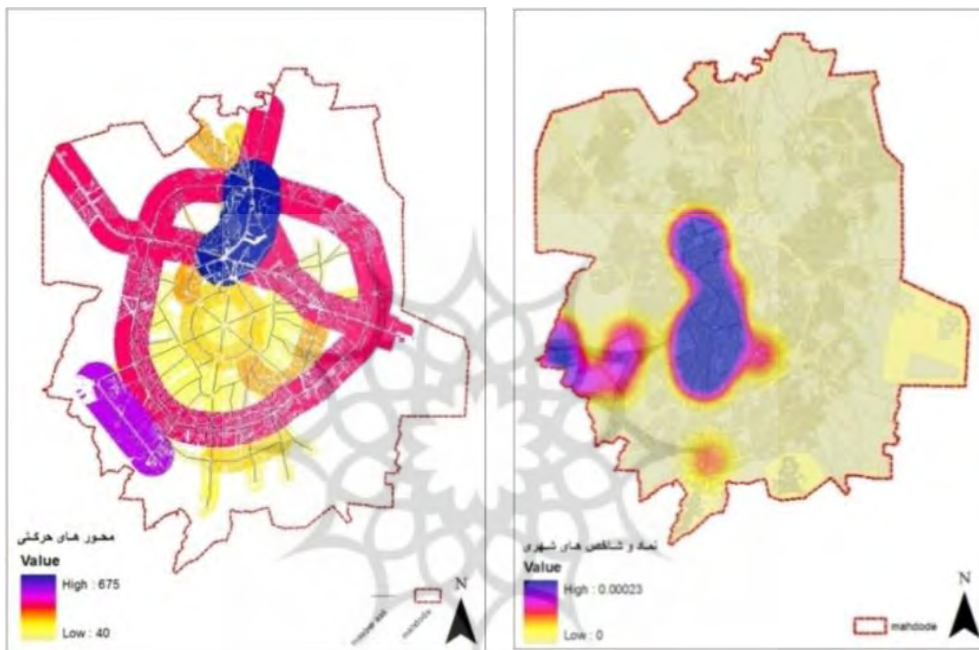 محور های حرکتی
Value
High : 675
Low : 40
mahdode
N
نماد و شاخص های شهری
Value
High : 0.00023
Low : 0
mahdode
N